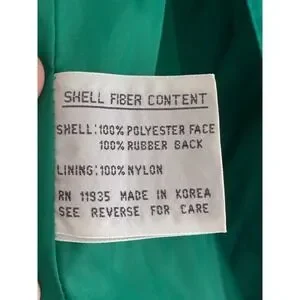 SHELL FIBER CONTENT
SHELL: 100% POLYESTER FACE
100% RUBBER BACK
LINING: 100% NYLON
RN 11935 MADE IN KOREA
SEE REVERSE FOR CARE